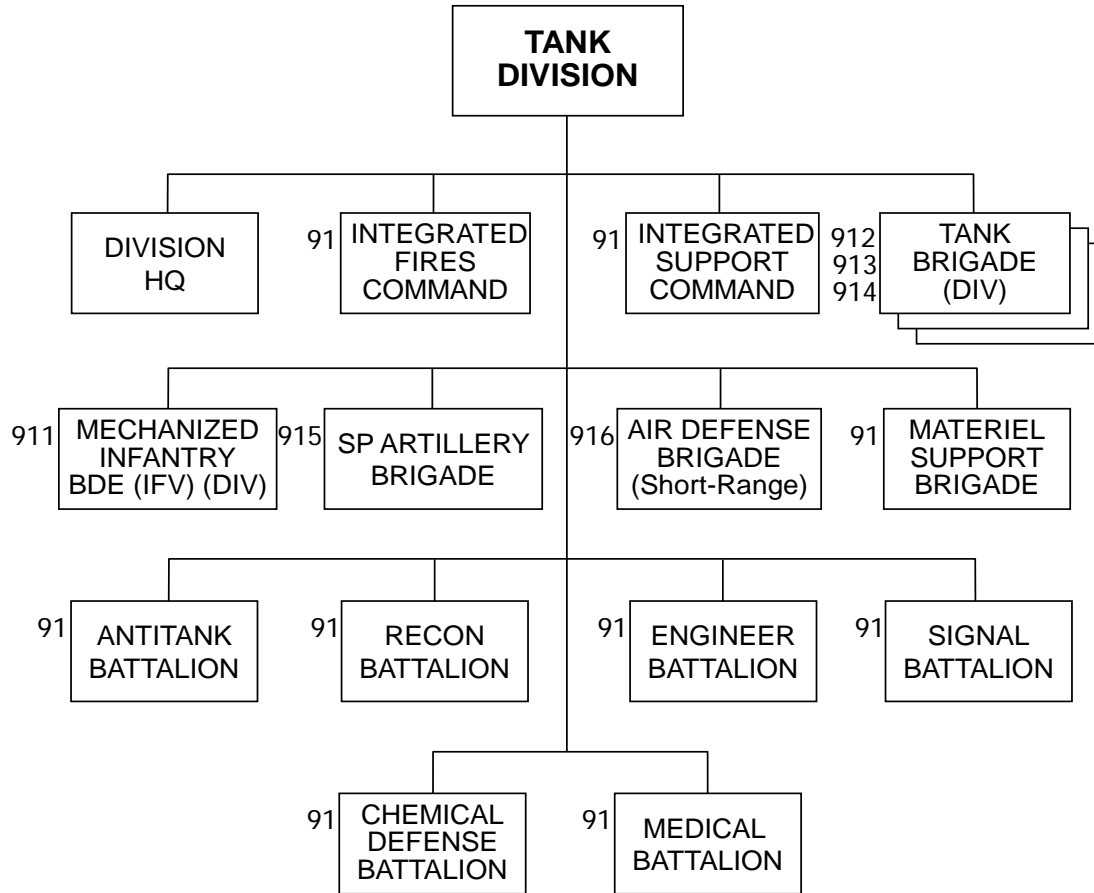 TANK
DIVISION
DIVISION
HQ
91
INTEGRATED
FIRES
COMMAND
91
INTEGRATED
SUPPORT
COMMAND
912
913
914
TANK
BRIGADE
(DIV)
911
MECHANIZED
INFANTRY
BDE (IFV) (DIV)
915
SP ARTILLERY
BRIGADE
916
AIR DEFENSE
BRIGADE
(Short-Range)
91
MATERIEL
SUPPORT
BRIGADE
91
ANTITANK
BATTALION
91
RECON
BATTALION
91
ENGINEER
BATTALION
91
SIGNAL
BATTALION
91
CHEMICAL
DEFENSE
BATTALION
91
MEDICAL
BATTALION